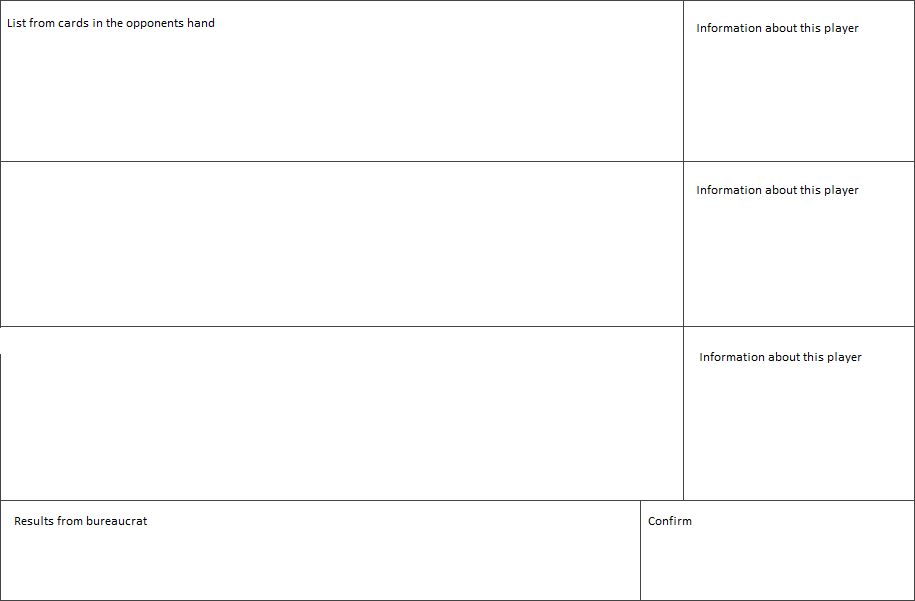 List from cards in the opponents hand
Information about this player
Information about this player
Information about this player
Results from bureaucrat
Confirm